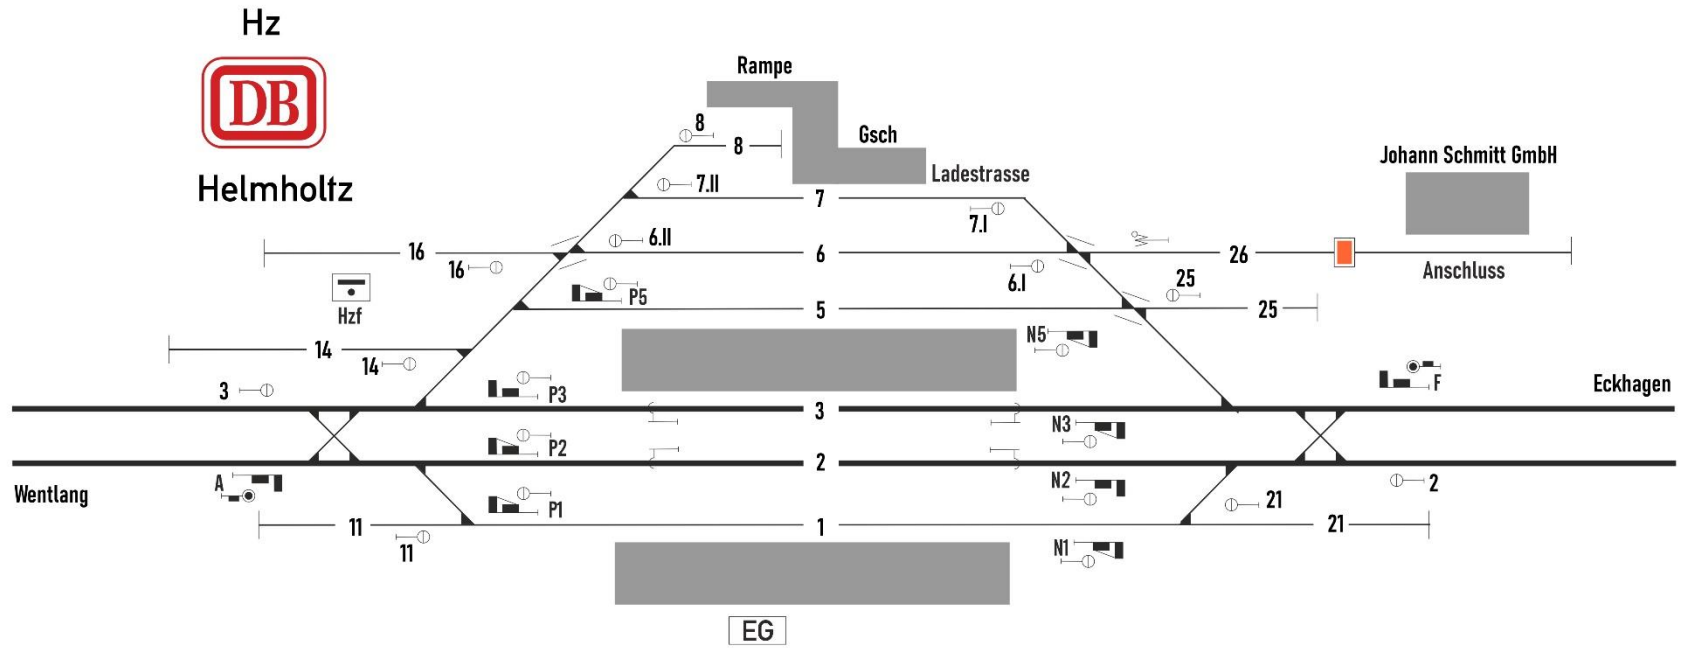 Hz
DB
Helmholtz
Rampe
Gsch
Ladestrasse
Johann Schmitt GmbH
Anschluss
8
8
7.II
7
7.I
16
16
6.II
6
6.I
26
25
25
Hzf
P5
5
N5
14
14
3
P3
3
N3
F
Eckhagen
P2
2
N2
2
A
Wentlang
P1
11
11
1
N1
21
21
EG